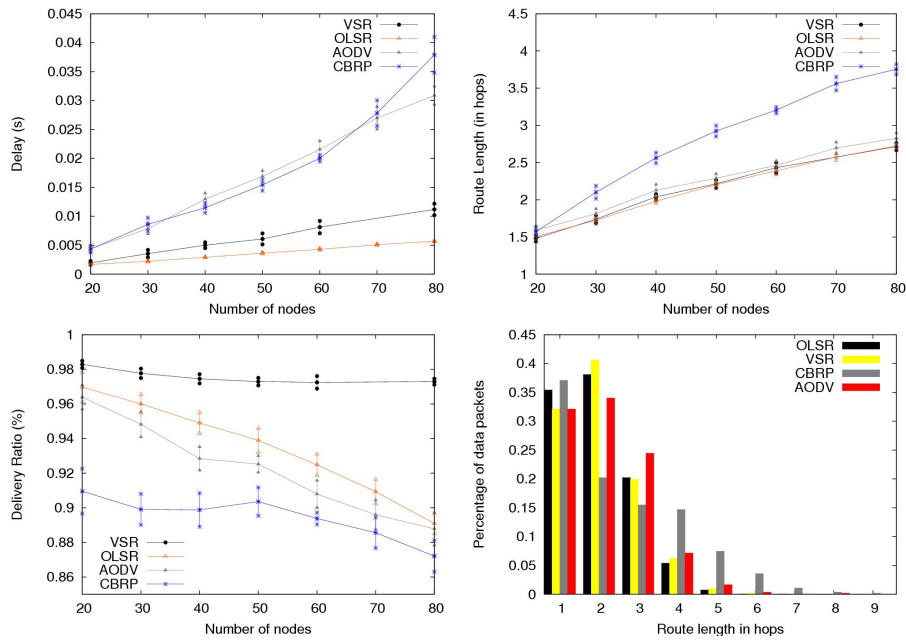 0.045
0.04
0.035
0.03
0.025
0.02
0.015
0.01
0.005
0
Delay (s)
VSR
OLSR
AODV
CBRP
20 30 40 50 60 70 80
Number of nodes
4.5
4
3.5
3
2.5
2
1.5
1
Route Length (in hops)
VSR
OLSR
AODV
CBRP
20 30 40 50 60 70 80
Number of nodes
1
0.98
0.96
0.94
0.92
0.9
0.88
0.86
Delivery Ratio (%)
VSR
OLSR
AODV
CBRP
20 30 40 50 60 70 80
Number of nodes
0.45
0.4
0.35
0.3
0.25
0.2
0.15
0.1
0.05
0
Percentage of data packets
OLSR
VSR
CBRP
AODV
1 2 3 4 5 6 7 8 9
Route length in hops